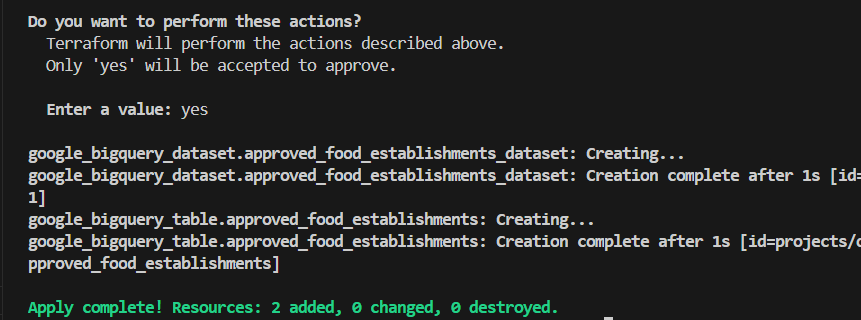 Do you want to perform these actions?
Terraform will perform the actions described above.
Only 'yes' will be accepted to approve.
Enter a value: yes
google_bigquery_dataset.approved_food_establishments_dataset: Creating...
google_bigquery_dataset.approved_food_establishments_dataset: Creation complete after 1s [id=
1]
google_bigquery_table.approved_food_establishments: Creating...
google_bigquery_table.approved_food_establishments: Creation complete after 1s [id=projects/
pproved_food_establishments]
Apply complete! Resources: 2 added, 0 changed, 0 destroyed.